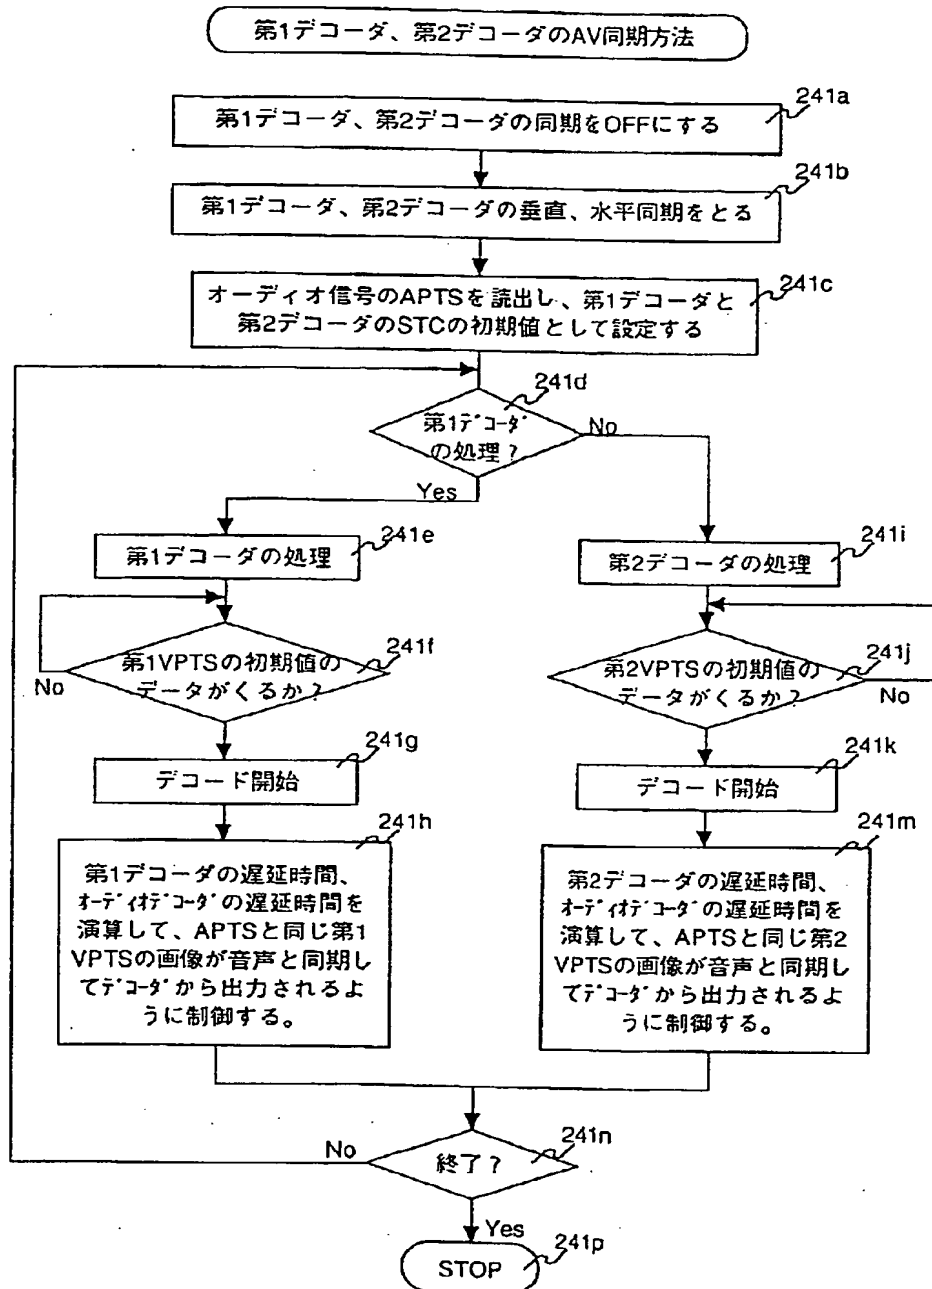 第1デコーダ、第2デコーダのAV同期方法
241a
第1デコーダ、第2デコーダの同期をOFFにする
241b
第1デコーダ、第2デコーダの垂直、水平同期をとる
241c
オーディオ信号のAPTSを読出し、第1デコーダと
第2デコーダのSTCの初期値として設定する
241d
第1デコーダ
の処理?
No
Yes
241e
第1デコーダの処理
241i
第2デコーダの処理
241f
第1VPTSの初期値の
データがくるか?
No
241j
第2VPTSの初期値の
データがくるか?
No
241g
デコード開始
241k
デコード開始
241h
第1デコーダの遅延時間、
オーディオデコーダの遅延時間を
演算して、APTSと同じ第1
VPTSの画像が音声と同期し
てデコーダから出力されるよ
うに制御する。
241m
第2デコーダの遅延時間、
オーディオデコーダの遅延時間を
演算して、APTSと同じ第2
VPTSの画像が音声と同期し
てデコーダから出力されるよ
うに制御する。
No
241n
終了?
Yes
241p
STOP